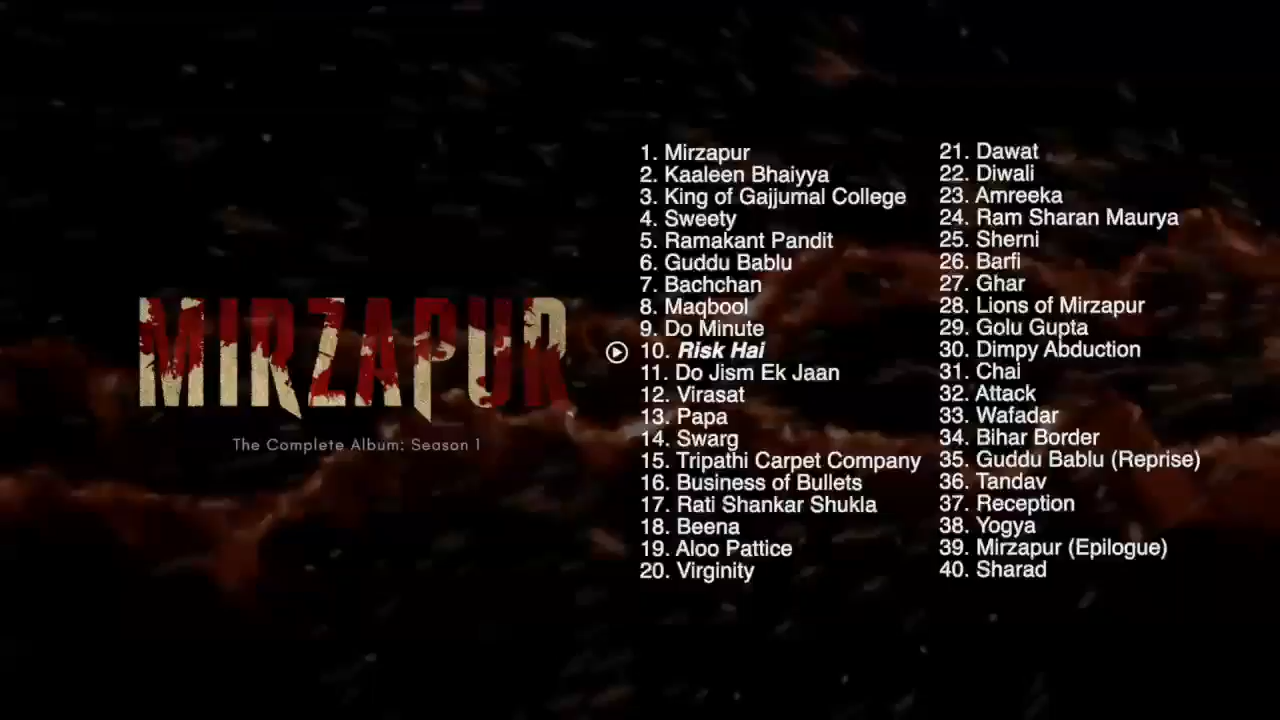 MIRZAPUR
The Complete Album: Season 1
1. Mirzapur
2. Kaaleen Bhaiyya
3. King of Gajjumal College
4. Sweety
5. Ramakant Pandit
6. Guddu Bablu
7. Bachchan
8. Maqbool
9. Do Minute
10. Risk Hai
11. Do Jism Ek Jaan
12. Virasat
13. Papa
14. Swarg
15. Tripathi Carpet Company
16. Business of Bullets
17. Rati Shankar Shukla
18. Beena
19. Aloo Pattice
20. Virginity
21. Dawat
22. Diwali
23. Amreeka
24. Ram Sharan Maurya
25. Sherni
26. Barfi
27. Ghar
28. Lions of Mirzapur
29. Golu Gupta
30. Dimpy Abduction
31. Chai
32. Attack
33. Wafadar
34. Bihar Border
35. Guddu Bablu (Reprise)
36. Tandav
37. Reception
38. Yogya
39. Mirzapur (Epilogue)
40. Sharad